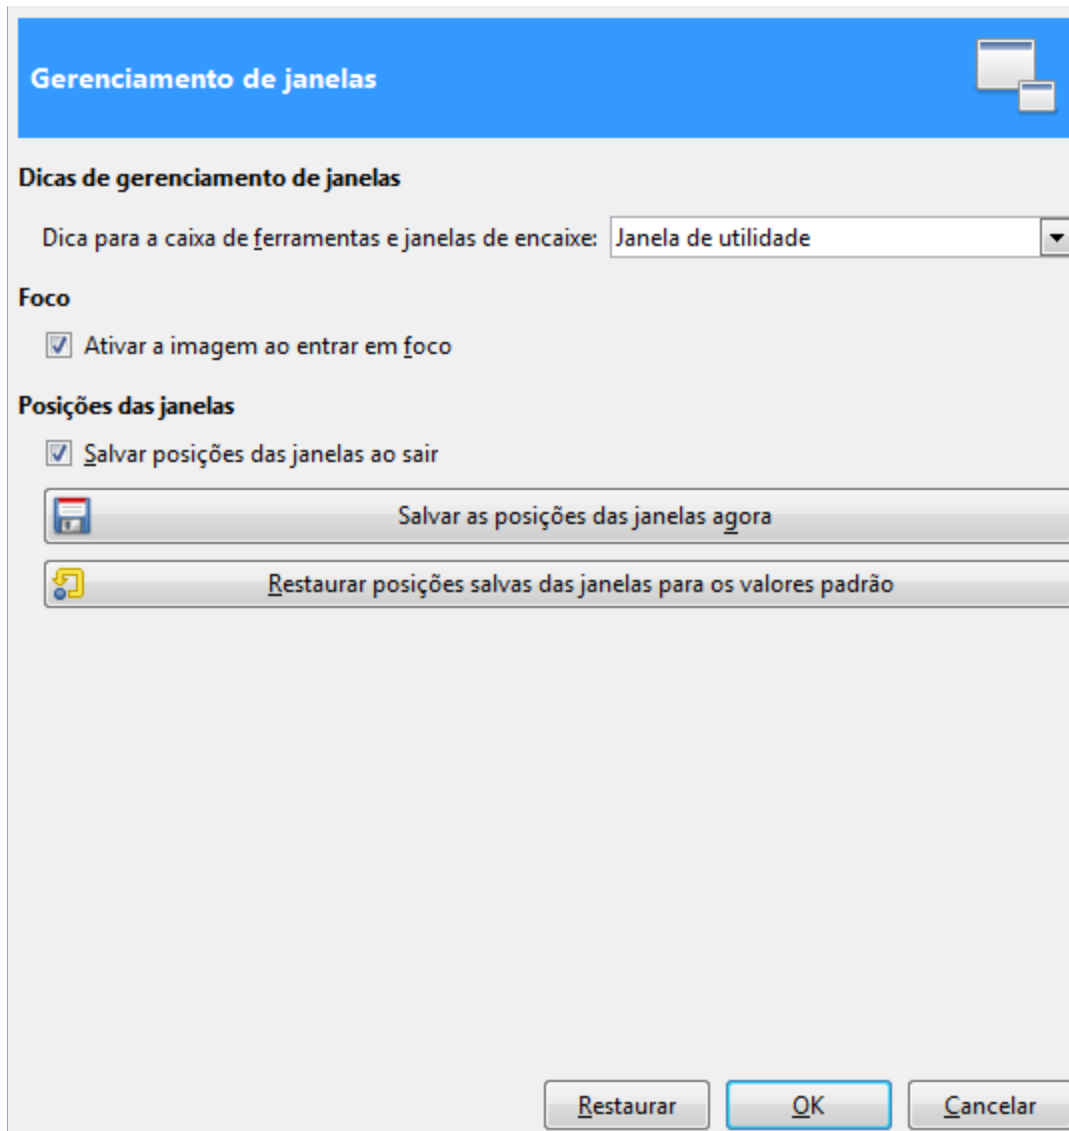 Gerenciamento de janelas
Dicas de gerenciamento de janelas
Dica para a caixa de ferramentas e janelas de encaixe: Janela de utilidade
Foco
Ativar a imagem ao entrar em foco
Posições das janelas
Salvar posições das janelas ao sair
Salvar as posições das janelas agora
Restaurar posições salvas das janelas para os valores padrão
Restaurar OK Cancelar